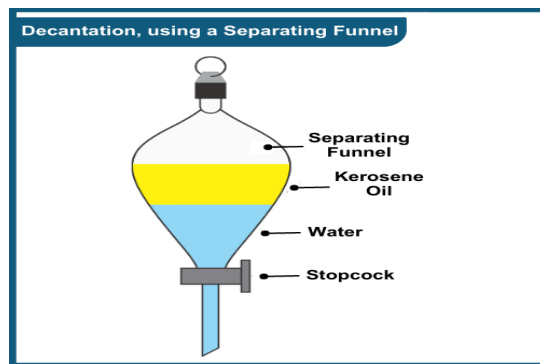 Decantation, using a Separating Funnel
Separating
Funnel
Kerosene
Oil
Water
Stopcock